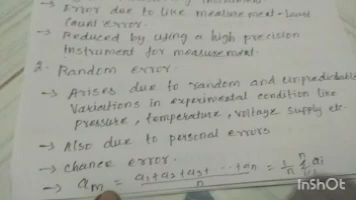 → Error due to line measurement - Least
Count error.
→ Reduced by using a high precision
instrument for measurement.
2. Random error.
→ Arises due to random and unpredictable
Variations in experimental condition like
pressure, temperature, voltage supply etc.
→ Also due to personal errors
→ chance error.
→ am = a1+a2+a3+ ... +an / n = 1/n Σ ai
InShOt